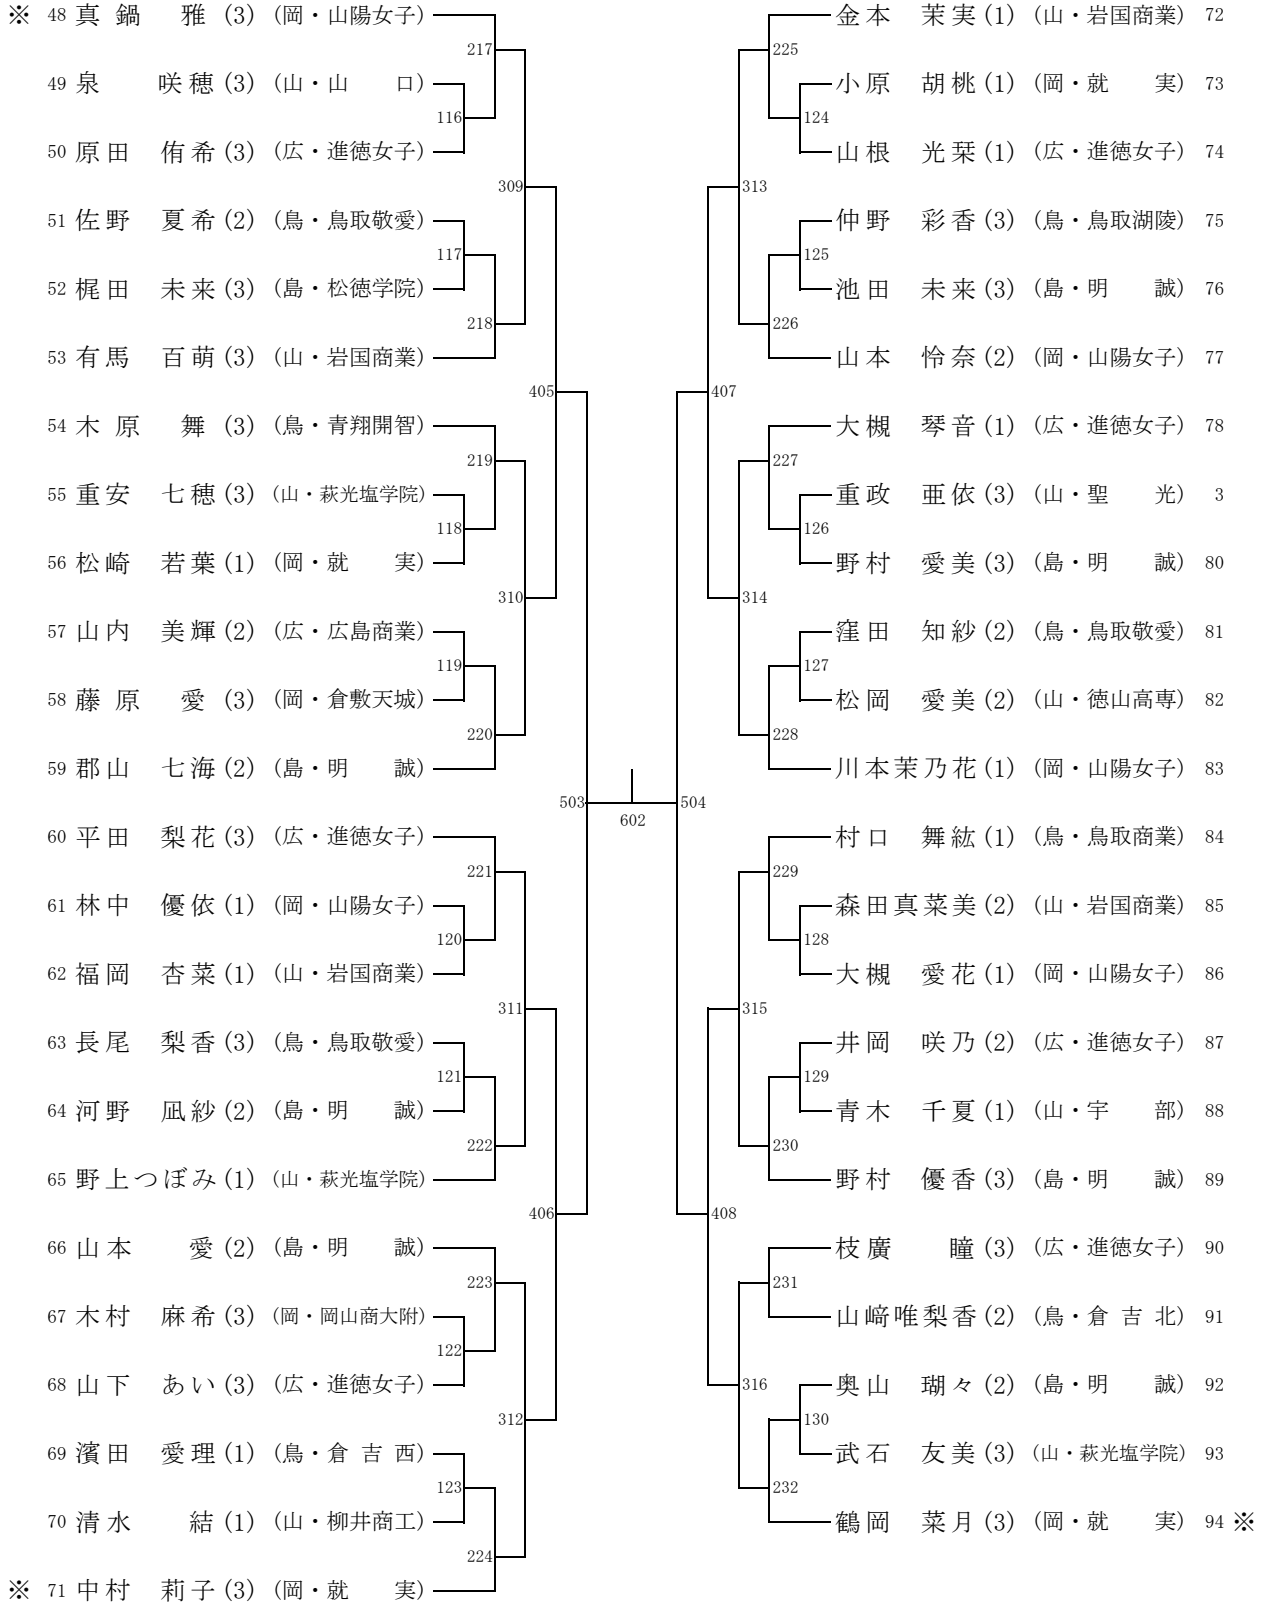 ※ 48 真鍋 雅(3) (岡・山陽女子)
217
49 泉 咲穂(3) (山・山 口)
116
50 原田 侑希(3) (広・進徳女子)
309
51 佐野 夏希(2) (鳥・鳥取敬愛)
117
52 梶田 未来(3) (島・松徳学院)
218
53 有馬 百萌(3) (山・岩国商業)
405
54 木原 舞(3) (鳥・青翔開智)
219
55 重安 七穂(3) (山・萩光塩学院)
118
56 松崎 若葉(1) (岡・就 実)
310
57 山内 美輝(2) (広・広島商業)
119
58 藤原 愛(3) (岡・倉敷天城)
220
59 郡山 七海(2) (島・明 誠)
503
60 平田 梨花(3) (広・進徳女子)
221
61 林中 優依(1) (岡・山陽女子)
120
62 福岡 杏菜(1) (山・岩国商業)
311
63 長尾 梨香(3) (鳥・鳥取敬愛)
121
64 河野 凪紗(2) (島・明 誠)
222
65 野上つぼみ(1) (山・萩光塩学院)
406
66 山本 愛(2) (島・明 誠)
223
67 木村 麻希(3) (岡・岡山商大附)
122
68 山下 あい(3) (広・進徳女子)
312
69 濱田 愛理(1) (鳥・倉吉西)
123
70 清水 結(1) (山・柳井商工)
224
※ 71 中村 莉子(3) (岡・就 実)
602
金本 茉実(1) (山・岩国商業) 72
225
小原 胡桃(1) (岡・就 実) 73
124
山根 光栞(1) (広・進徳女子) 74
313
仲野 彩香(3) (鳥・鳥取湖陵) 75
125
池田 未来(3) (島・明 誠) 76
226
山本 怜奈(2) (岡・山陽女子) 77
407
大槻 琴音(1) (広・進徳女子) 78
227
重政 亜依(3) (山・聖 光) 3
126
野村 愛美(3) (島・明 誠) 80
314
窪田 知紗(2) (鳥・鳥取敬愛) 81
127
松岡 愛美(2) (山・徳山高専) 82
228
川本茉乃花(1) (岡・山陽女子) 83
504
村口 舞紘(1) (鳥・鳥取商業) 84
229
森田真菜美(2) (山・岩国商業) 85
128
大槻 愛花(1) (岡・山陽女子) 86
315
井岡 咲乃(2) (広・進徳女子) 87
129
青木 千夏(1) (山・宇 部) 88
230
野村 優香(3) (島・明 誠) 89
408
枝廣 瞳(3) (広・進徳女子) 90
231
山﨑唯梨香(2) (鳥・倉吉北) 91
316
奥山 瑚々(2) (島・明 誠) 92
130
武石 友美(3) (山・萩光塩学院) 93
232
鶴岡 菜月(3) (岡・就 実) 94 ※